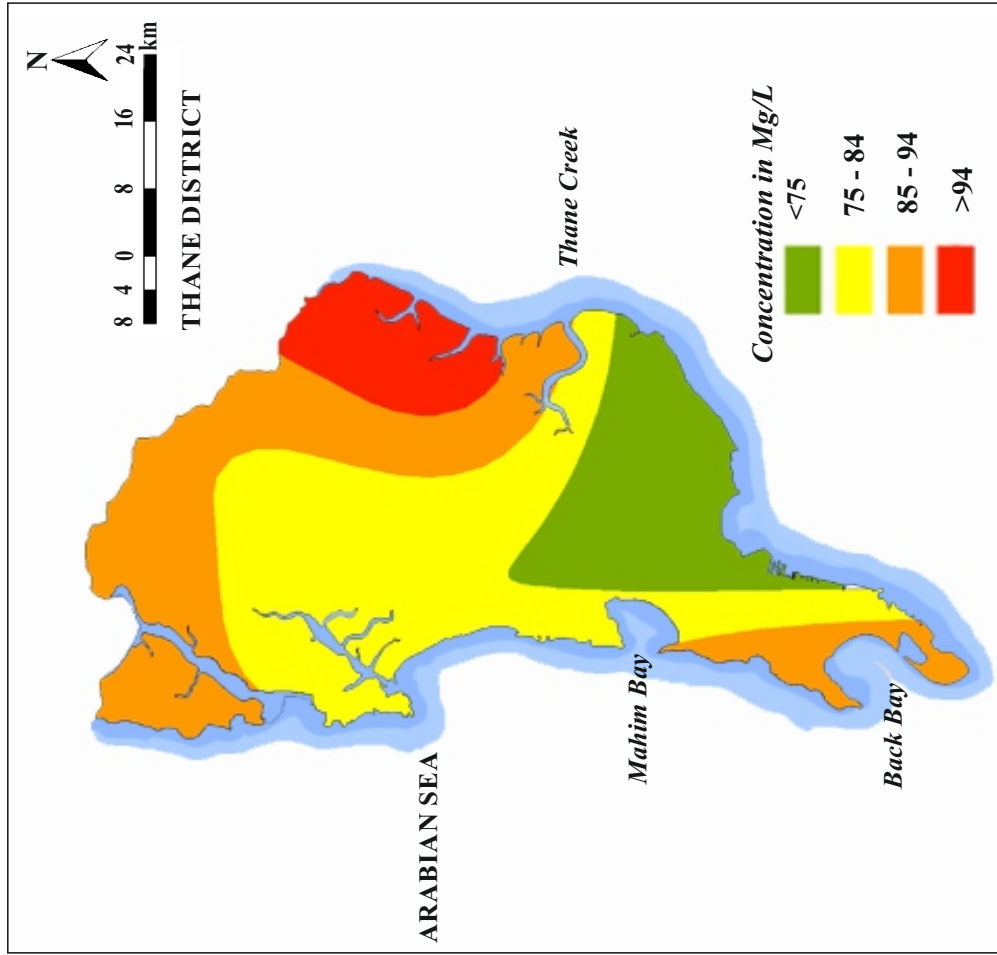 N
8 4 0 8 16 24
km
THANE DISTRICT
Thane Creek
ARABIAN SEA
Mahim Bay
Back Bay
Concentration in Mg/L
<75
75 - 84
85 - 94
>94